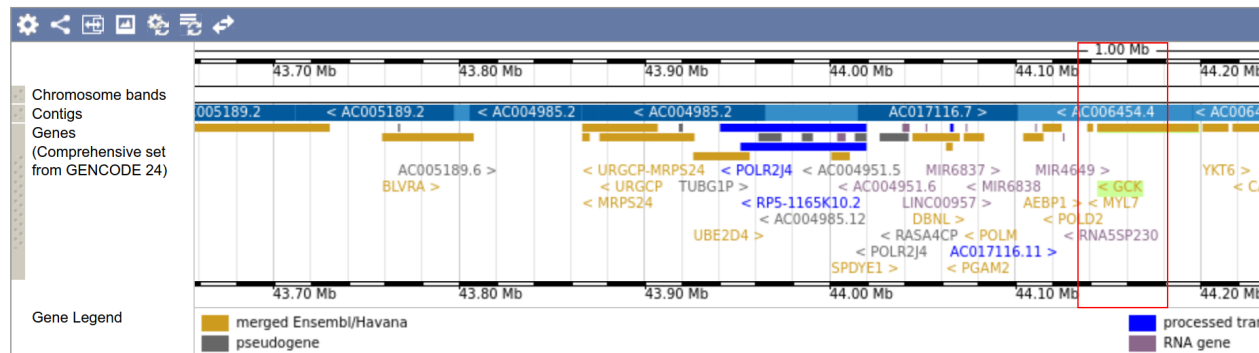 1.00 Mb
43.70 Mb 43.80 Mb 43.90 Mb 44.00 Mb 44.10 Mb 44.20 Mb
Chromosome bands
Contigs
005189.2 < AC005189.2 < AC004985.2 < AC004985.2 AC017116.7 > < AC006454.4 < AC0064
Genes
(Comprehensive set
from GENCODE 24)
AC005189.6 > < URGCP-MRPS24 < POLR2J4 < AC004951.5 MIR6837 > MIR4649 > YKT6 >
BLVRA > < URGCP TUBG1P > < AC004951.6 < MIR6838 < GCK < C
< MRPS24 < RP5-1165K10.2 LINC00957 > AEBP1 > < MYL7
< AC004985.12 DBNL > < POLD2
UBE2D4 > < RASA4CP < POLM < RNA5SP230
< POLR2J4 AC017116.11 >
SPDYE1 > < PGAM2
43.70 Mb 43.80 Mb 43.90 Mb 44.00 Mb 44.10 Mb 44.20 Mb
Gene Legend
merged Ensembl/Havana processed tran
pseudogene RNA gene